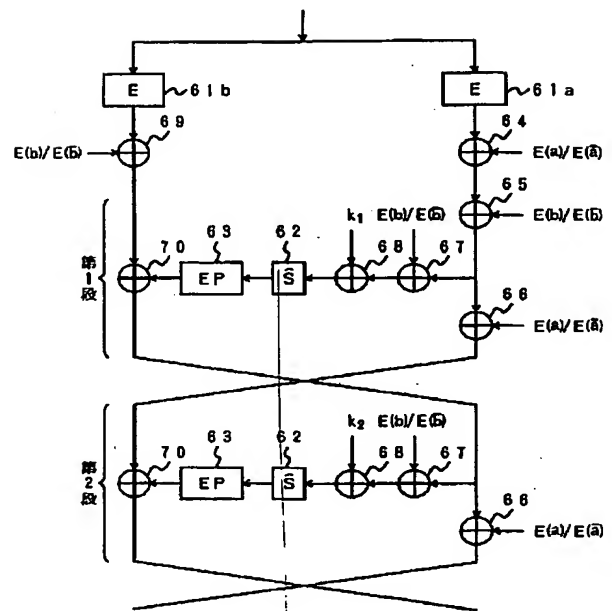 E
61b
E
61a
69
64
E(b)/E(b̄)
E(a)/E(ā)
65
E(b)/E(b̄)
第1段
70
63
62
k₁ E(b)/E(b̄)
68
67
EP
S̄
66
E(a)/E(ā)
第2段
70
63
62
k₂ E(b)/E(b̄)
68
67
EP
S̄
66
E(a)/E(ā)